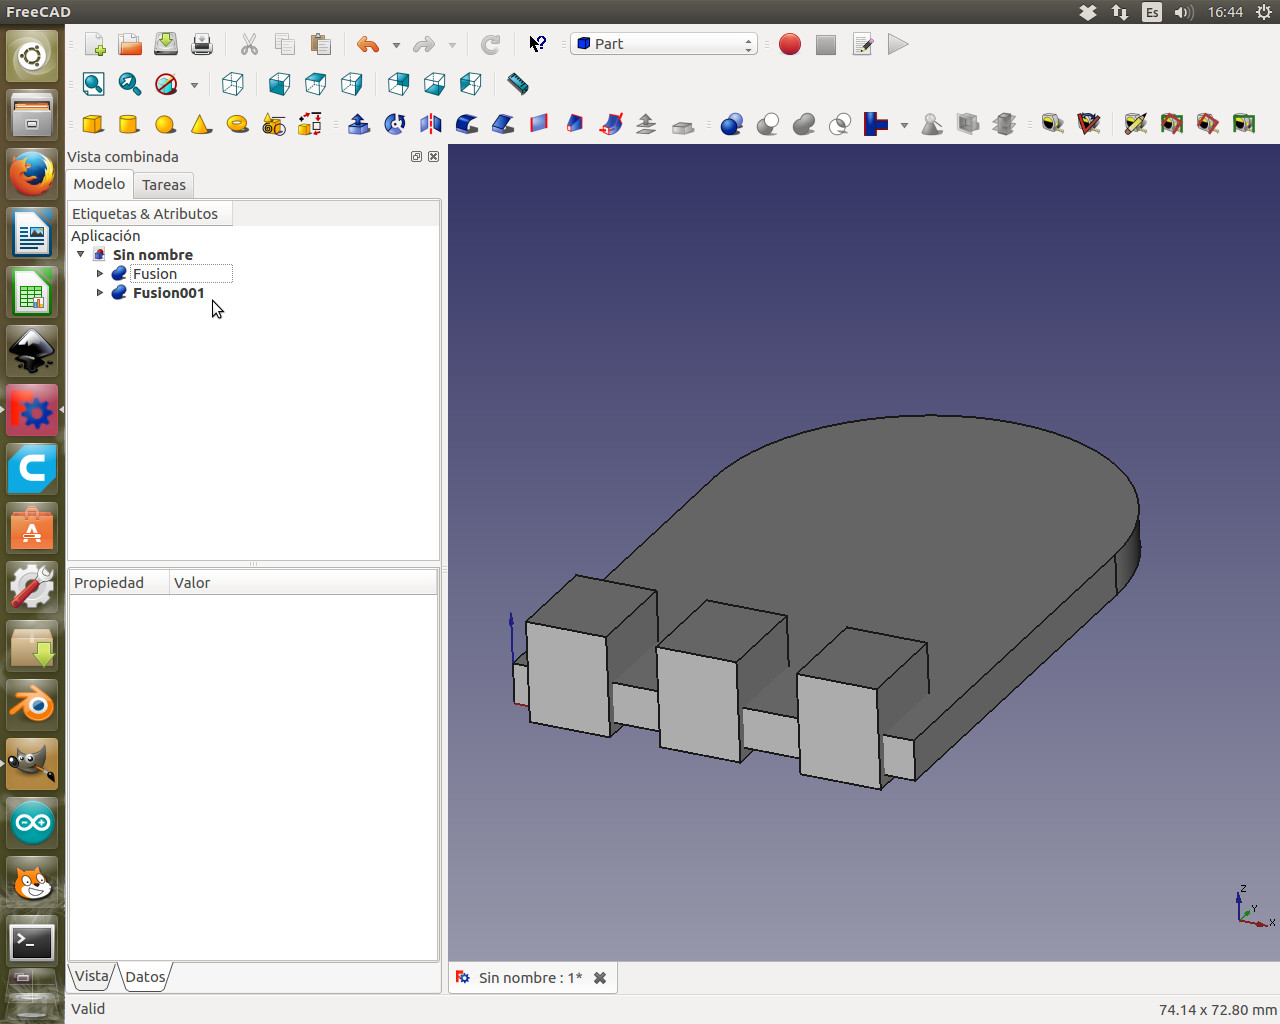 FreeCAD
Es
16:44
Part
Vista combinada
Modelo
Tareas
Etiquetas & Atributos
Aplicación
Sin nombre
Fusion
Fusion001
Propiedad
Valor
Z
Y
X
Vista
Datos
Sin nombre : 1*
Valid
74.14 x 72.80 mm